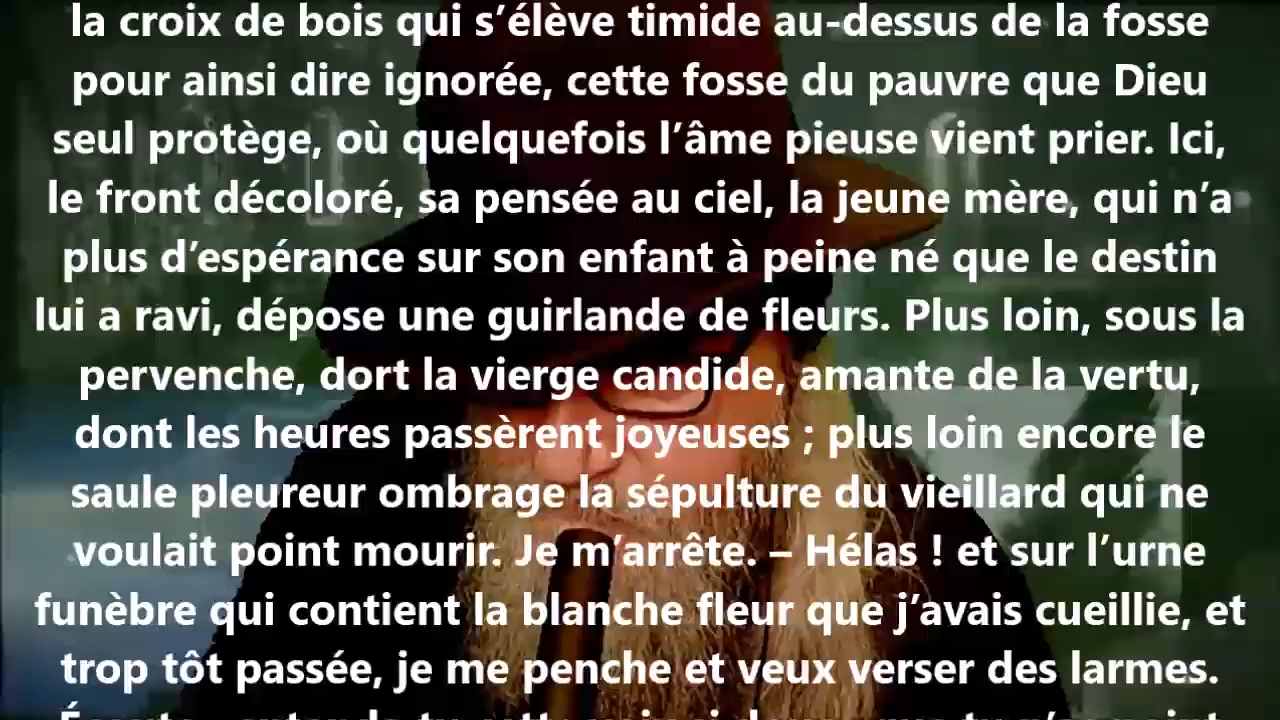 la croix de bois qui s’élève timide au-dessus de la fosse
pour ainsi dire ignorée, cette fosse du pauvre que Dieu
seul protège, où quelquefois l’âme pieuse vient prier. Ici,
le front décoloré, sa pensée au ciel, la jeune mère, qui n’a
plus d’espérance sur son enfant à peine né que le destin
lui a ravi, dépose une guirlande de fleurs. Plus loin, sous la
pervenche, dort la vierge candide, amante de la vertu,
dont les heures passèrent joyeuses ; plus loin encore le
saule pleureur ombrage la sépulture du vieillard qui ne
voulait point mourir. Je m’arrête. – Hélas ! et sur l’urne
funèbre qui contient la blanche fleur que j’avais cueillie, et
trop tôt passée, je me penche et veux verser des larmes.